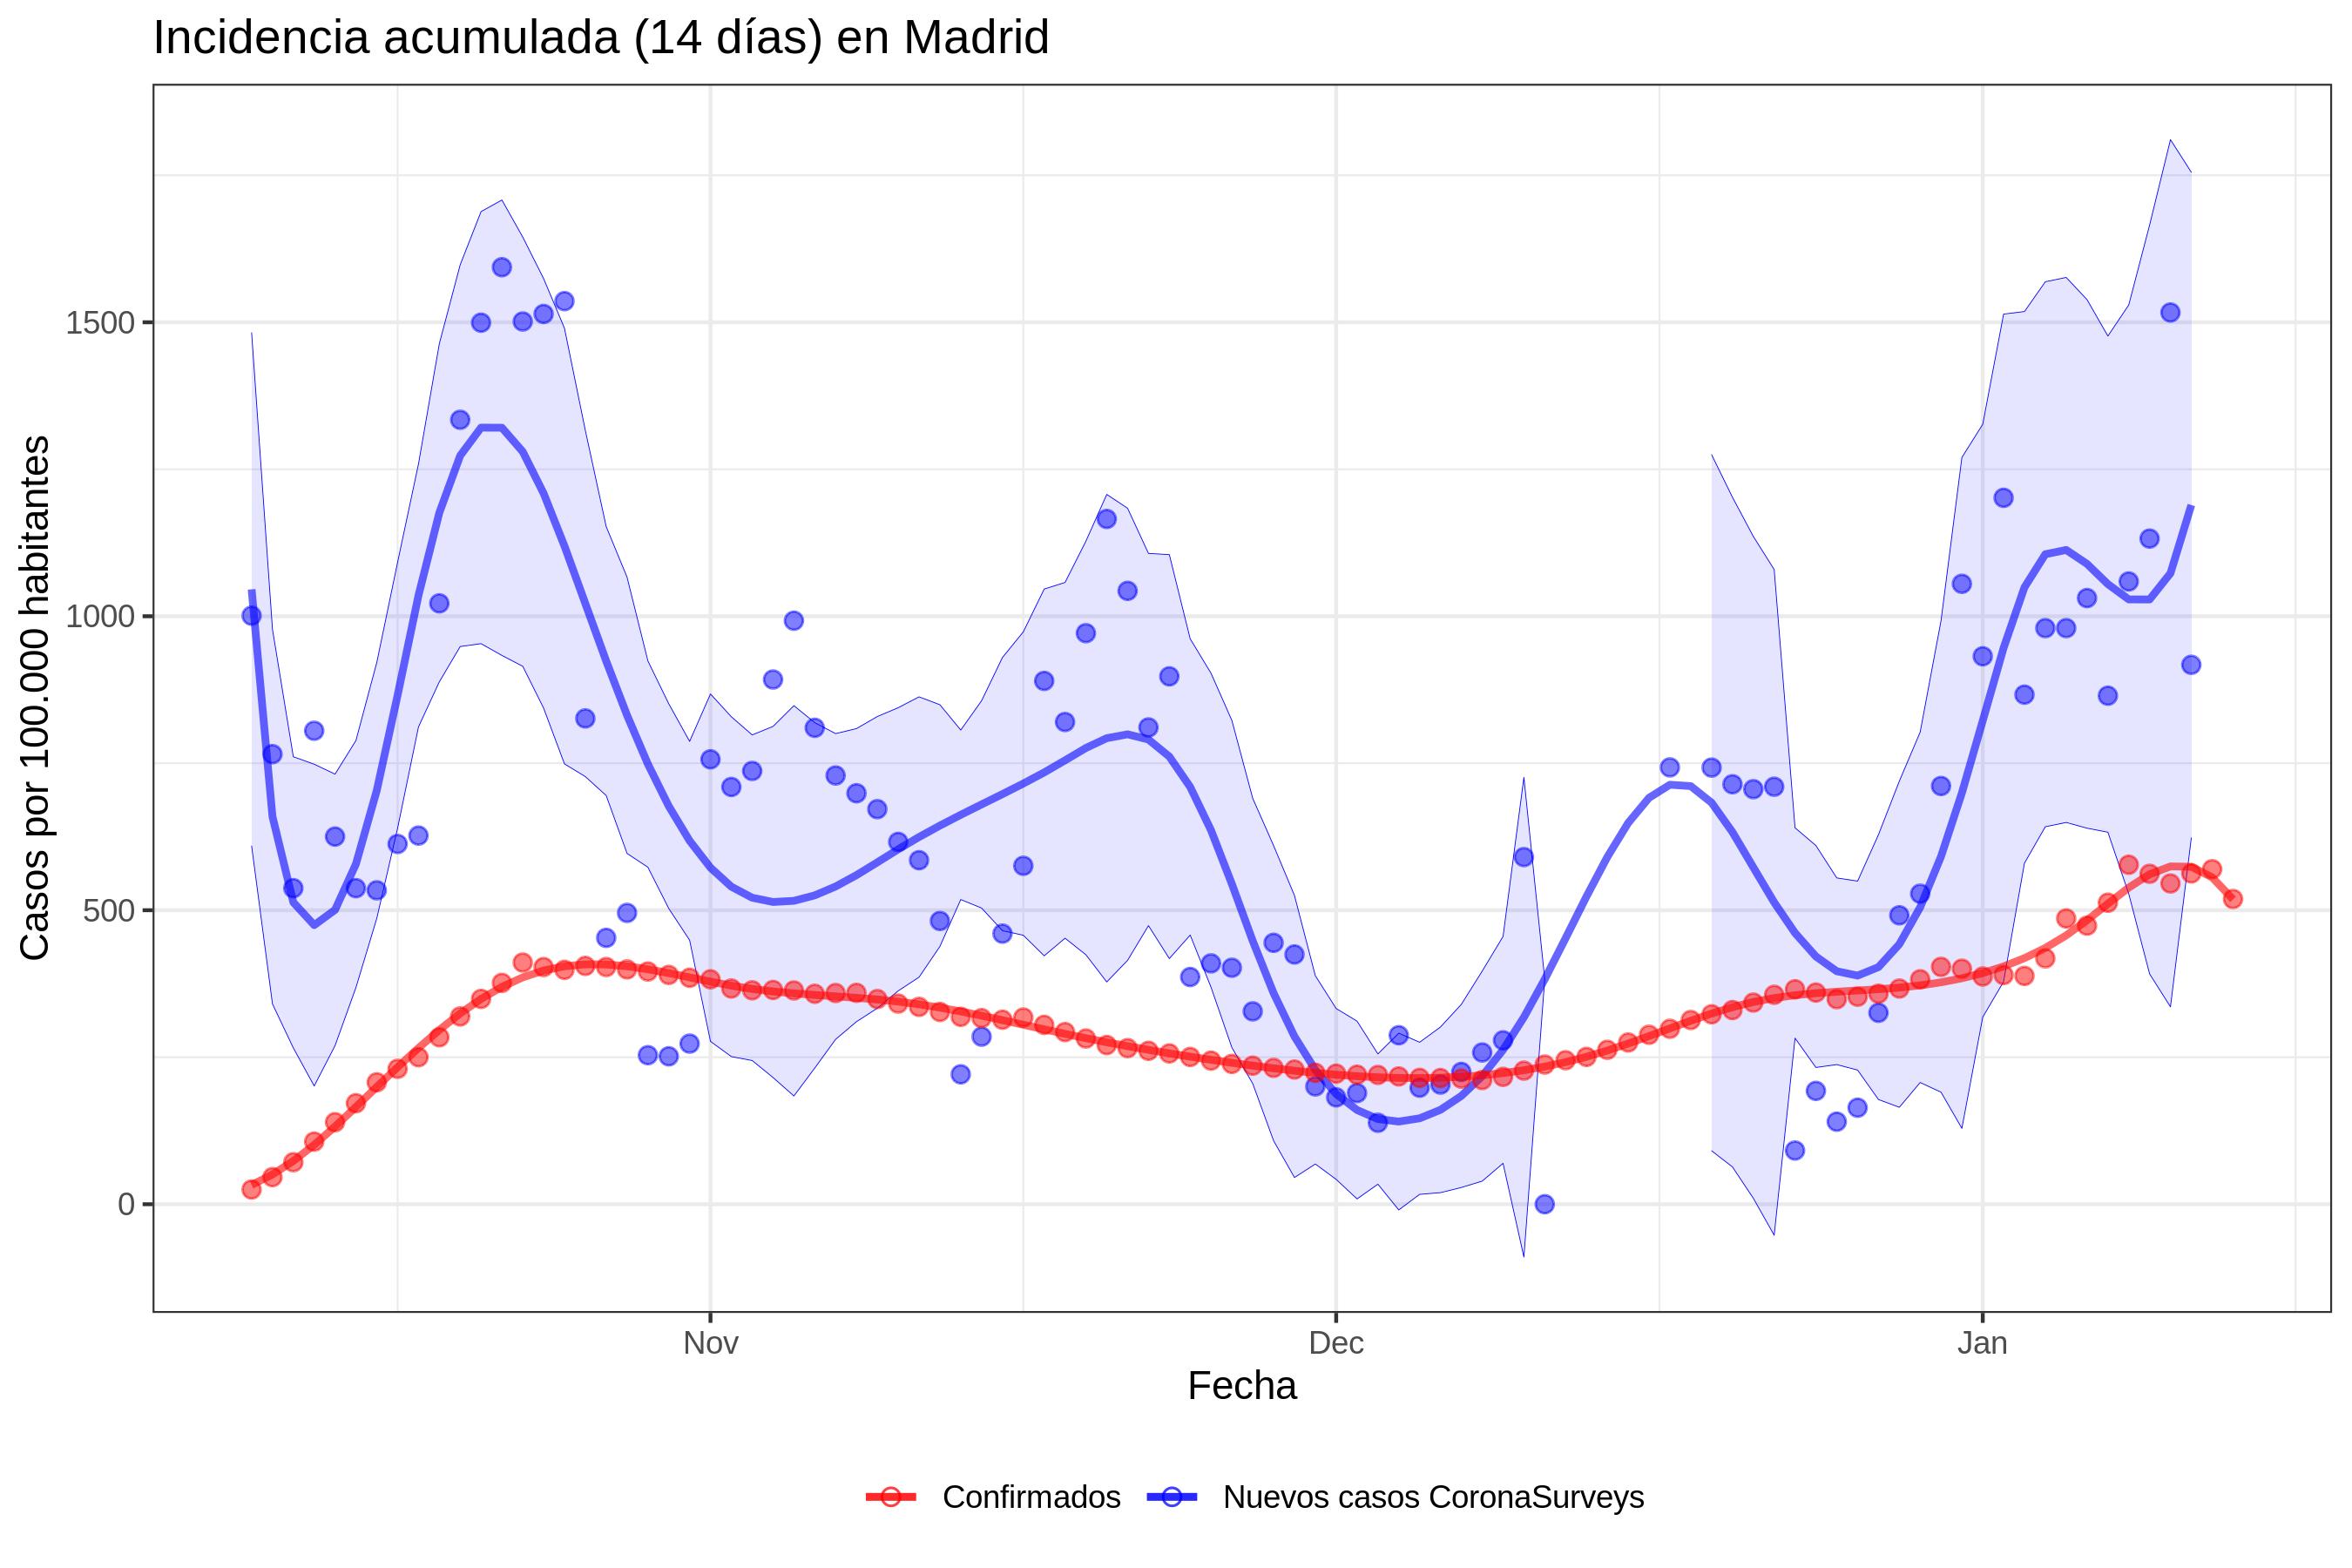 Incidencia acumulada (14 días) en Madrid
Casos por 100.000 habitantes
1500
1000
500
0
Nov
Dec
Jan
Fecha
Confirmados
Nuevos casos CoronaSurveys